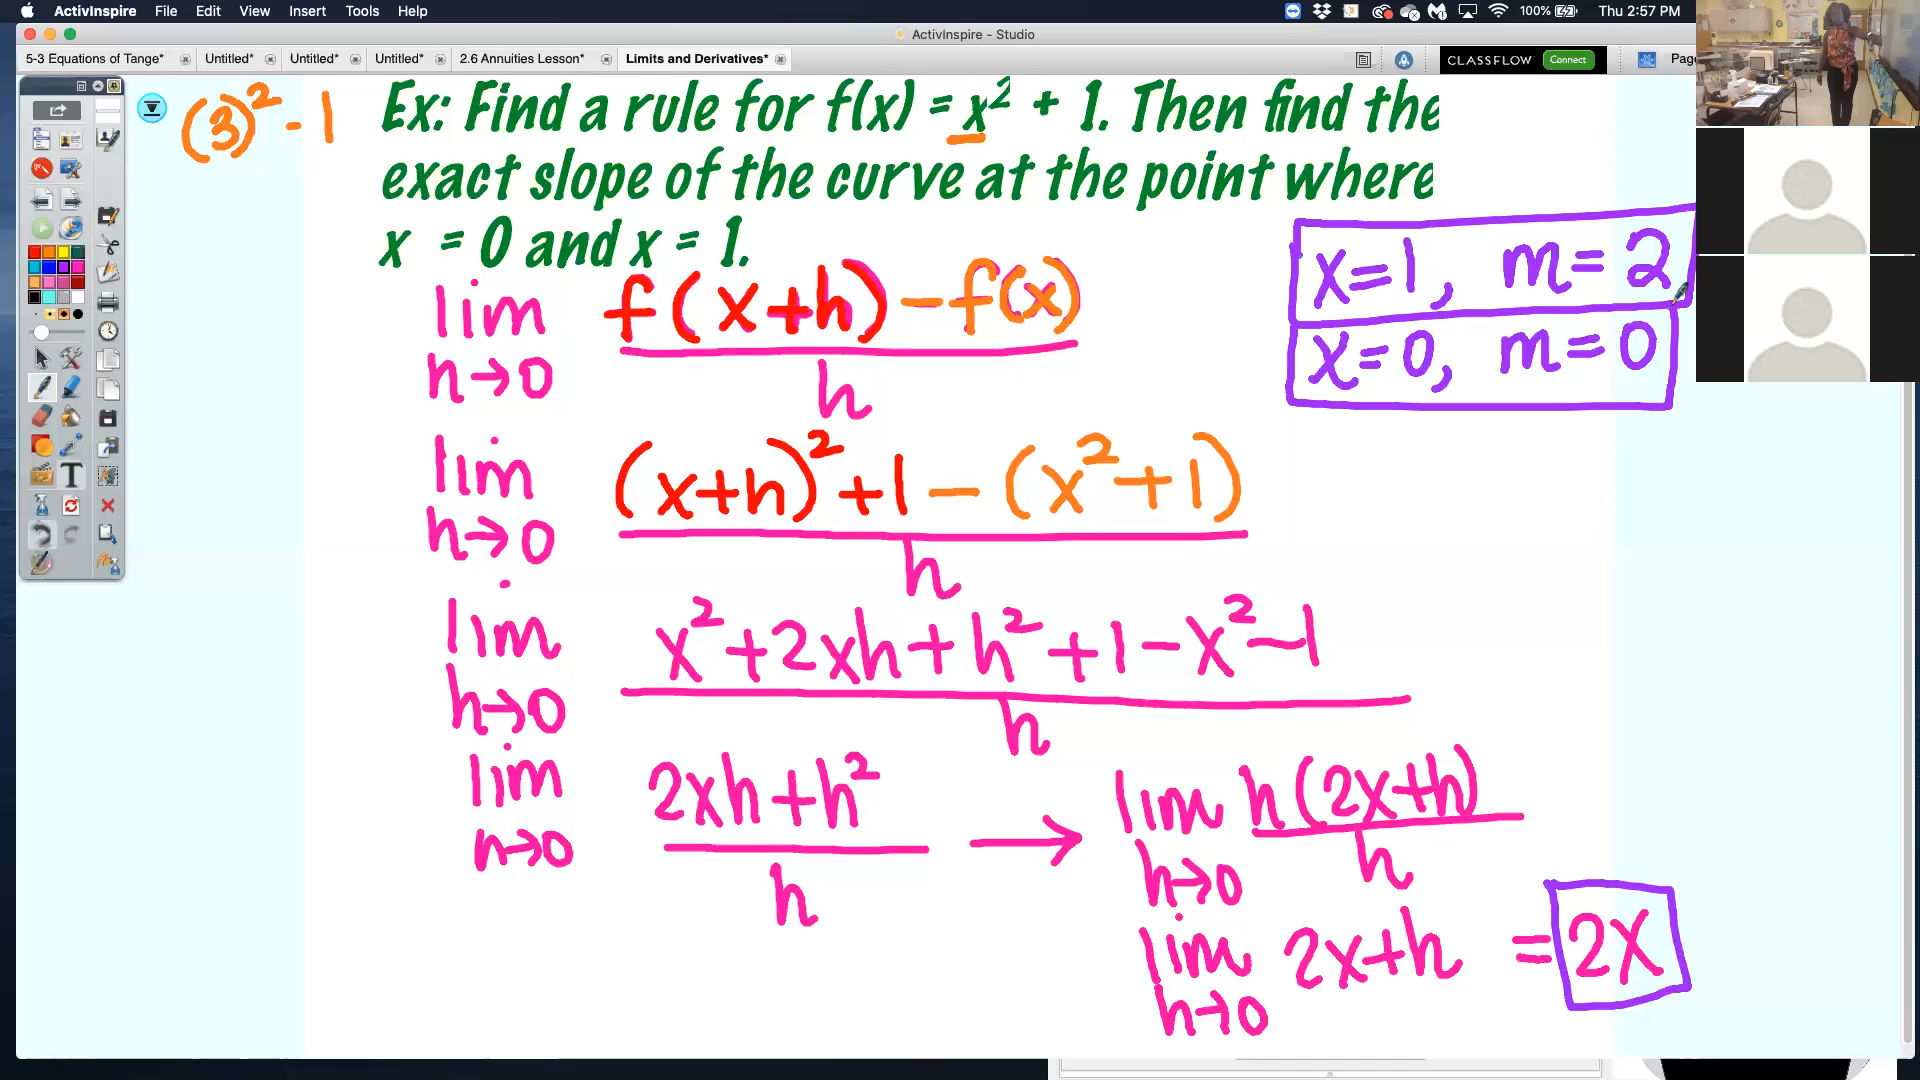 ActivInspire File Edit View Insert Tools Help 100% Thu 2:57 PM
ActivInspire - Studio
5-3 Equations of Tange* Untitled* Untitled* Untitled* 2.6 Annuities Lesson* Limits and Derivatives* CLASSFLOW Connect Page
(3)² - 1
Ex: Find a rule for f(x) = x² + 1. Then find the
exact slope of the curve at the point where
x = 0 and x = 1.
x=1, m=2
x=0, m=0
lim f(x+h) - f(x)
h→0 h
lim (x+h)² + 1 - (x² + 1)
h→0 h
lim x² + 2xh + h² + 1 - x² - 1
h→0 h
lim 2xh + h² → lim h(2x+h)
h→0 h h→0 h
lim 2x+h = 2x
h→0